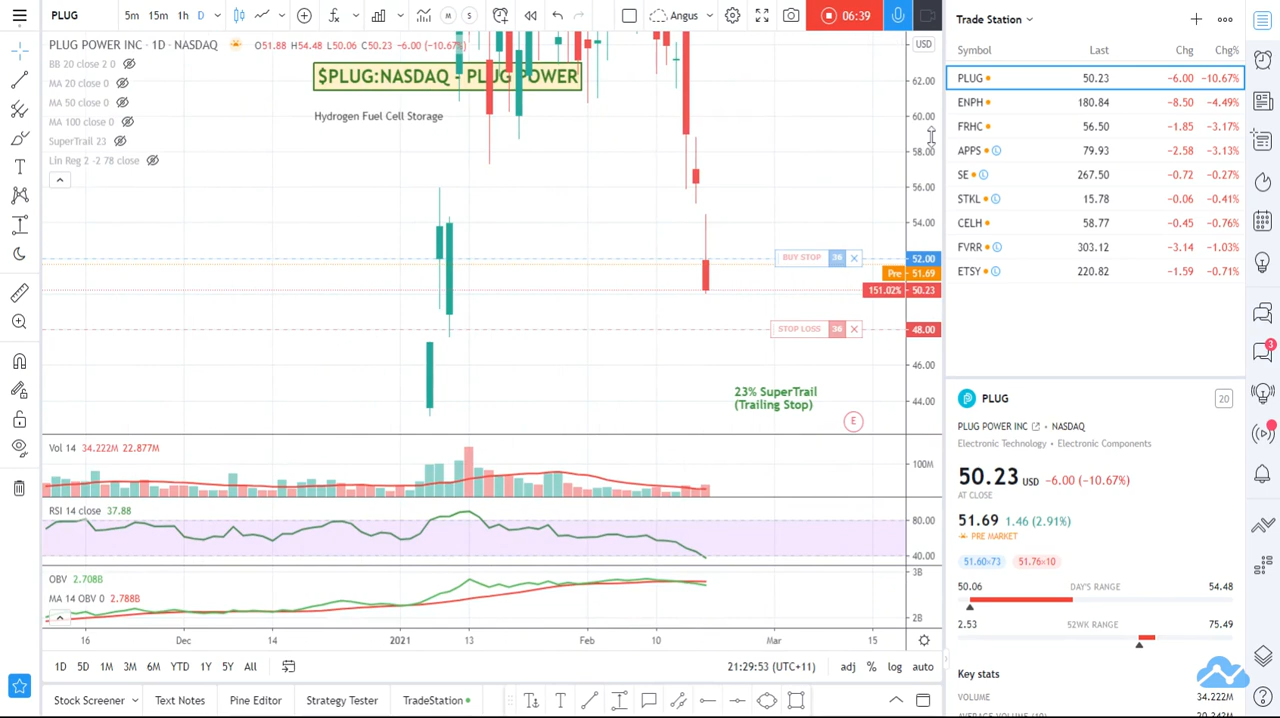 PLUG 5m 15m 1h D Angus 06:39 Trade Station
PLUG POWER INC · 1D · NASDAQ O51.88 H54.48 L50.06 C50.23 -6.00 (-10.67%)
BB 20 close 2 0
MA 20 close 0
MA 50 close 0
MA 100 close 0
SuperTrail 23
Lin Reg 2 -2 78 close
$PLUG:NASDAQ - PLUG POWER
Hydrogen Fuel Cell Storage
USD
62.00
60.00
58.00
56.00
54.00
BUY STOP 36 52.00
Pre 51.69
151.02% 50.23
STOP LOSS 36 48.00
46.00
44.00
23% SuperTrail
(Trailing Stop)
E
Vol 14 34.222M 22.877M
100M
RSI 14 close 37.88
80.00
40.00
OBV 2.708B
MA 14 OBV 0 2.788B
3B
2B
16 Dec 14 2021 13 Feb 10 Mar 15
1D 5D 1M 3M 6M YTD 1Y 5Y All 21:29:53 (UTC+11) adj % log auto
Stock Screener Text Notes Pine Editor Strategy Tester TradeStation
Symbol Last Chg Chg%
PLUG 50.23 -6.00 -10.67%
ENPH 180.84 -8.50 -4.49%
FRHC 56.50 -1.85 -3.17%
APPS L 79.93 -2.58 -3.13%
SE L 267.50 -0.72 -0.27%
STKL L 15.78 -0.06 -0.41%
CELH 58.77 -0.45 -0.76%
FVRR L 303.12 -3.14 -1.03%
ETSY L 220.82 -1.59 -0.71%
3
PLUG 20
PLUG POWER INC · NASDAQ
Electronic Technology · Electronic Components
50.23 USD -6.00 (-10.67%)
AT CLOSE
51.69 1.46 (2.91%)
PRE MARKET
51.60×73 51.76×10
50.06 DAY'S RANGE 54.48
2.53 52WK RANGE 75.49
Key stats
VOLUME 34.222M